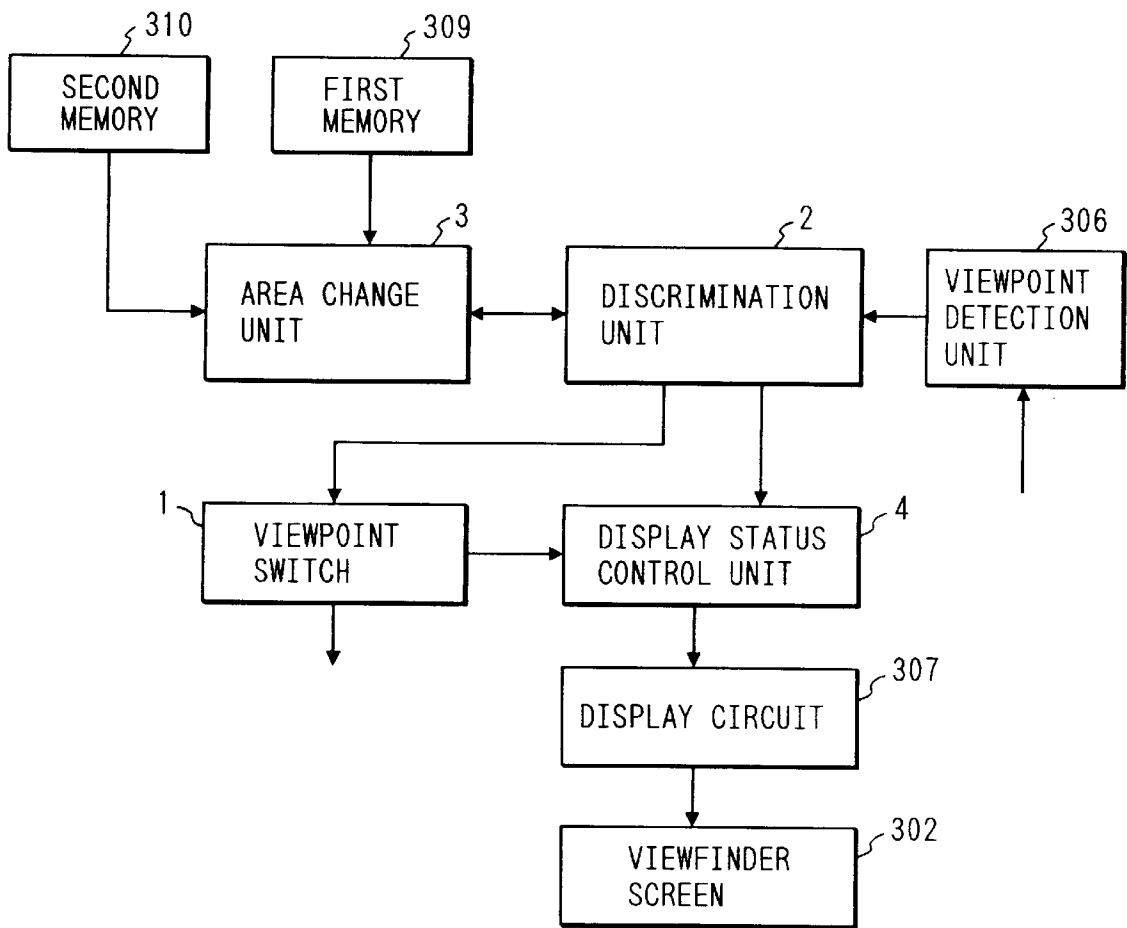 310
309
SECOND
MEMORY
FIRST
MEMORY
3
2
306
AREA CHANGE
UNIT
DISCRIMINATION
UNIT
VIEWPOINT
DETECTION
UNIT
1
4
VIEWPOINT
SWITCH
DISPLAY STATUS
CONTROL UNIT
307
DISPLAY CIRCUIT
302
VIEWFINDER
SCREEN